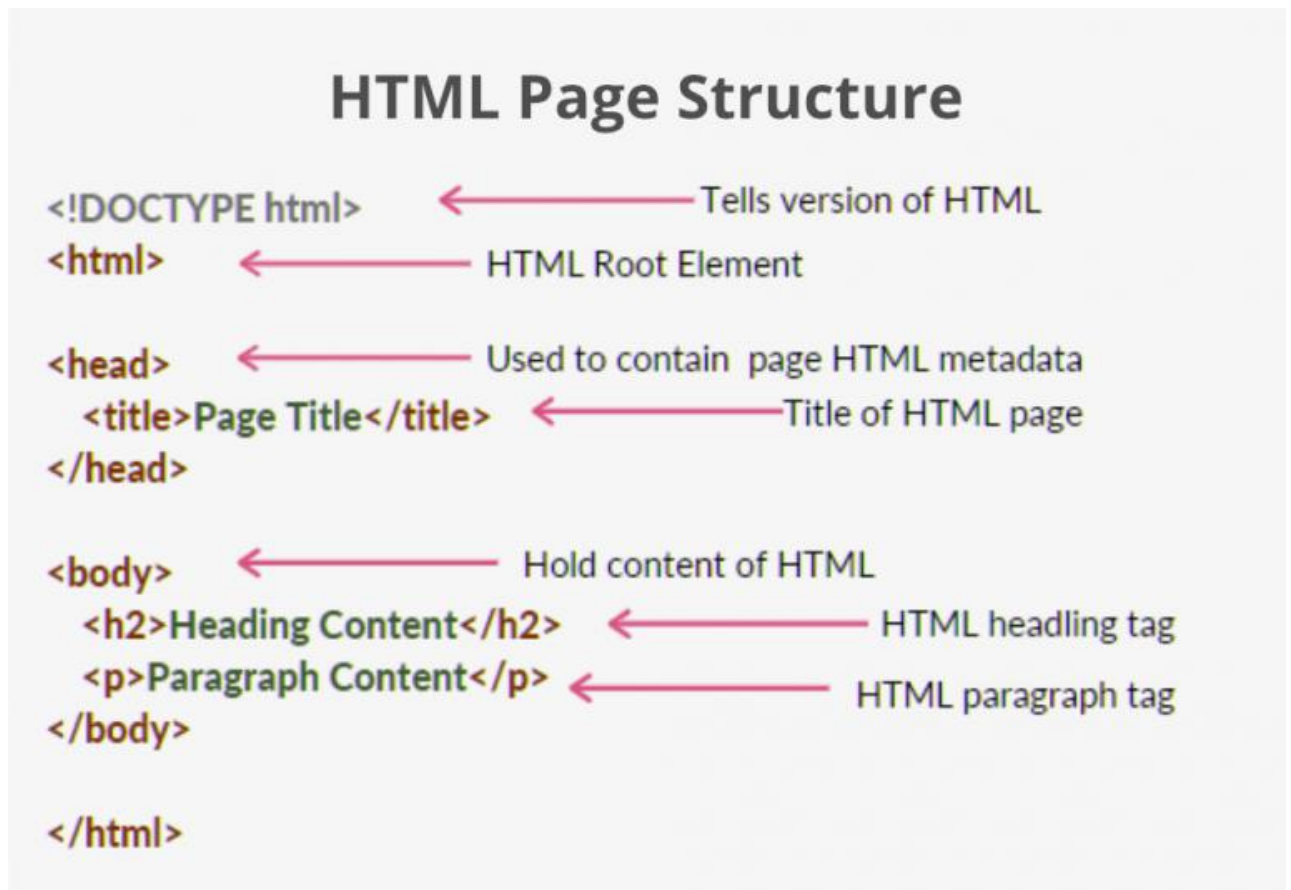 HTML Page Structure
<!DOCTYPE html> Tells version of HTML
<html> HTML Root Element
<head> Used to contain page HTML metadata
<title>Page Title</title> Title of HTML page
</head>
<body> Hold content of HTML
<h2>Heading Content</h2> HTML headling tag
<p>Paragraph Content</p> HTML paragraph tag
</body>
</html>